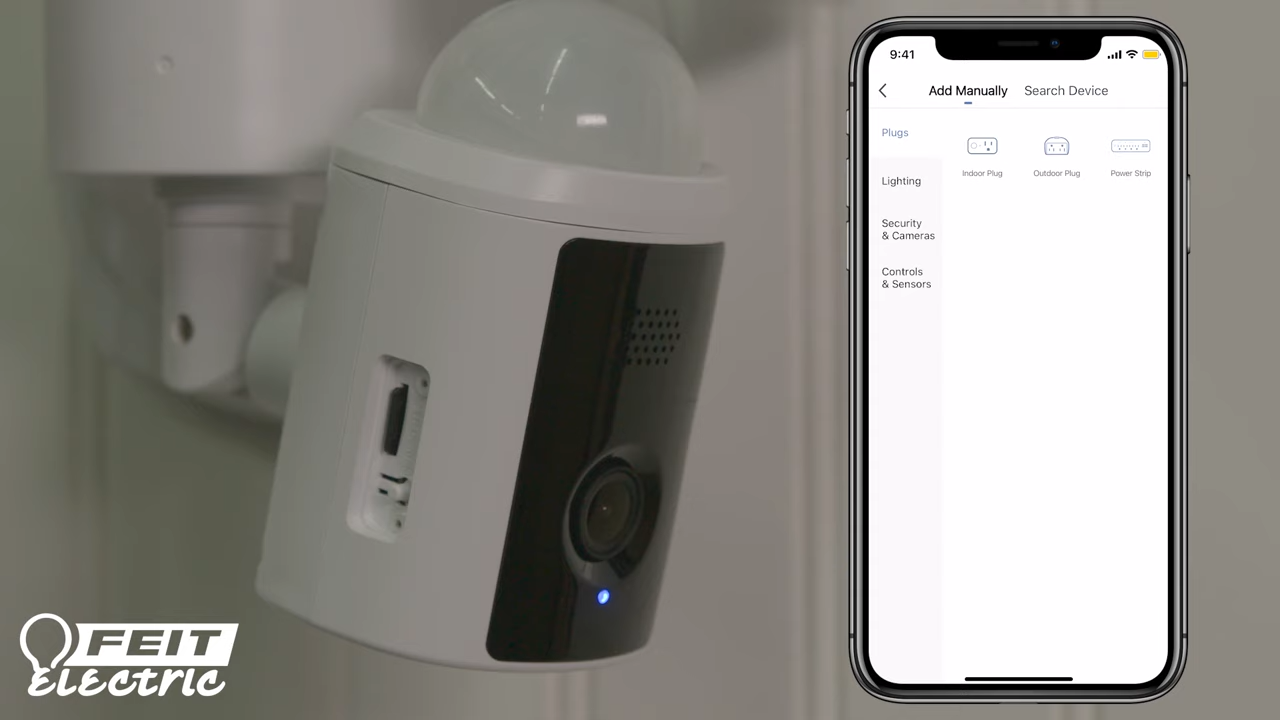 9:41
Add Manually Search Device
Plugs
Indoor Plug Outdoor Plug Power Strip
Lighting
Security
& Cameras
Controls
& Sensors
FEIT
Electric